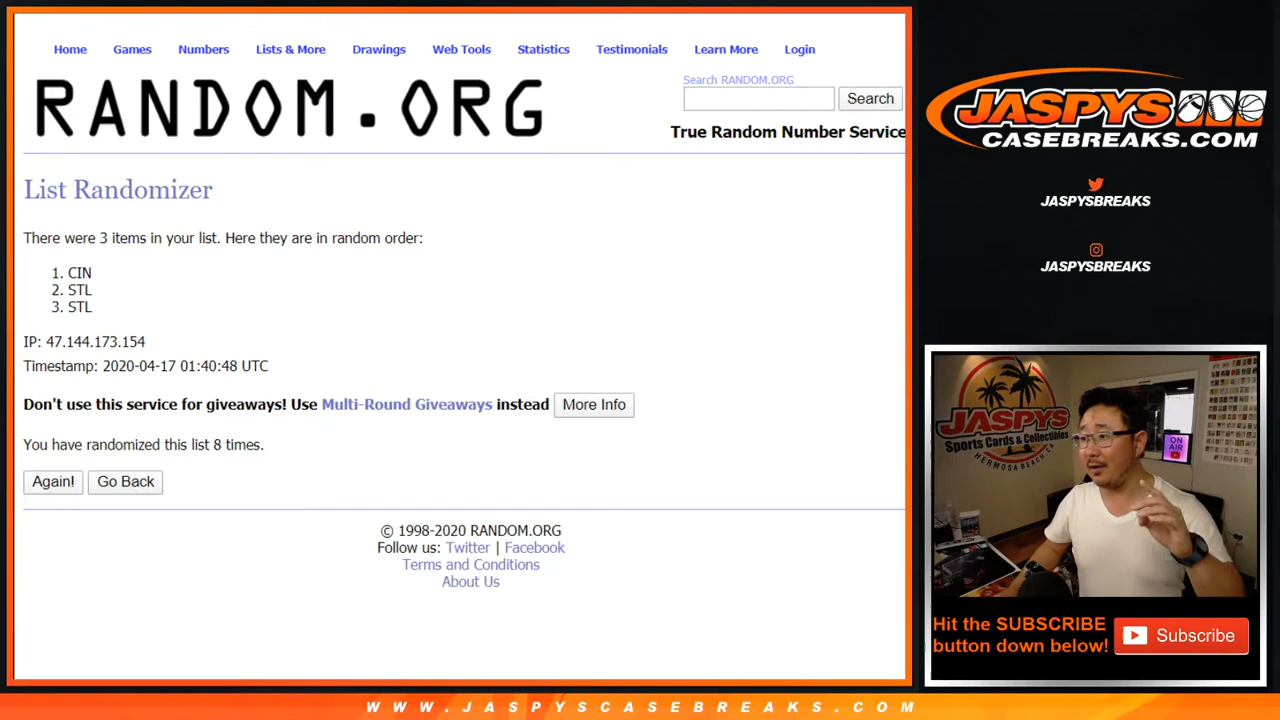 Home Games Numbers Lists & More Drawings Web Tools Statistics Testimonials Learn More Login
RANDOM.ORG
Search RANDOM.ORG
Search
True Random Number Service
List Randomizer
There were 3 items in your list. Here they are in random order:
1. CIN
2. STL
3. STL
IP: 47.144.173.154
Timestamp: 2020-04-17 01:40:48 UTC
Don't use this service for giveaways! Use Multi-Round Giveaways instead More Info
You have randomized this list 8 times.
Again! Go Back
© 1998-2020 RANDOM.ORG
Follow us: Twitter | Facebook
Terms and Conditions
About Us
JASPYS
CASEBREAKS.COM
JASPYSBREAKS
JASPYSBREAKS
JASPYS
Sports Cards & Collectibles
HERMOSA BEACH, CA
ON AIR
Hit the SUBSCRIBE
button down below!
Subscribe
WWW.JASPYSCASEBREAKS.COM